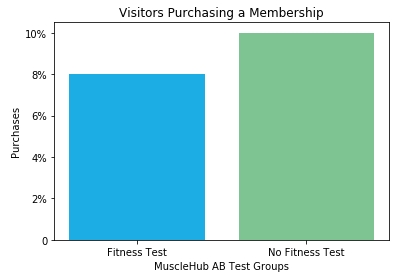 Visitors Purchasing a Membership
10%
8%
6%
4%
2%
0
Purchases
Fitness Test
No Fitness Test
MuscleHub AB Test Groups